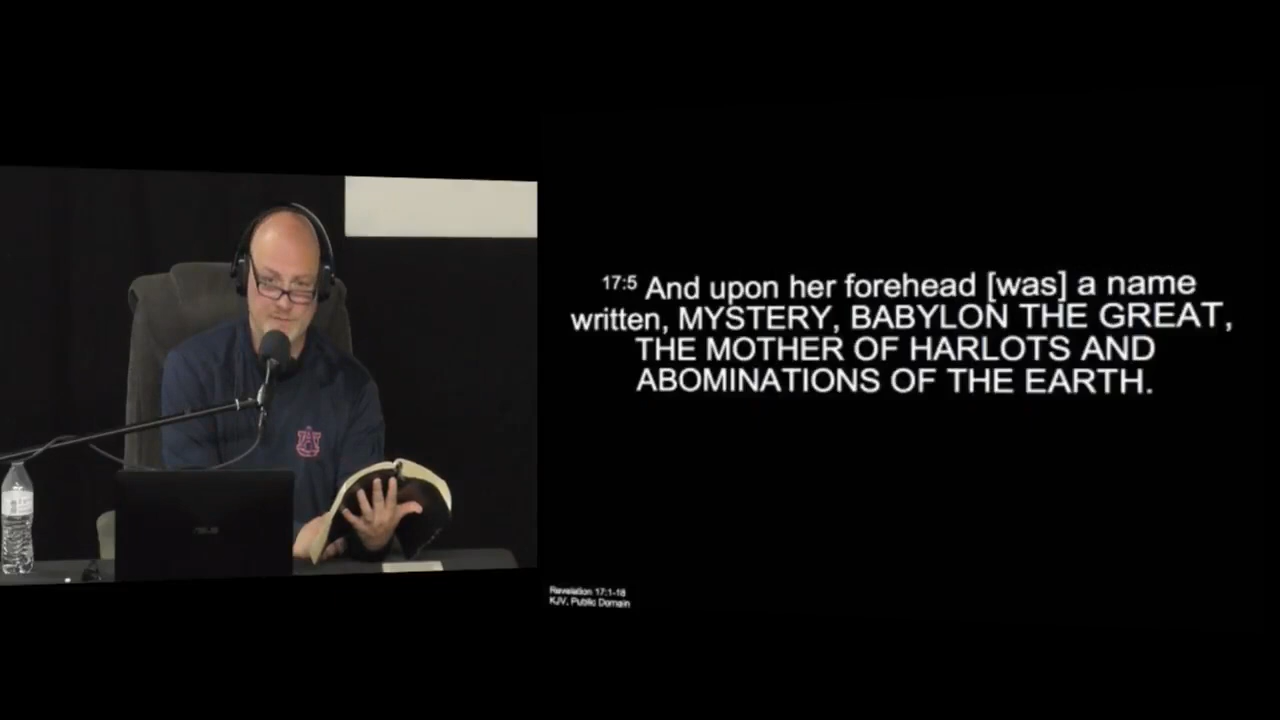 17:5 And upon her forehead [was] a name
written, MYSTERY, BABYLON THE GREAT,
THE MOTHER OF HARLOTS AND
ABOMINATIONS OF THE EARTH.
Revelation 17:1-18
KJV, Public Domain
ASUS